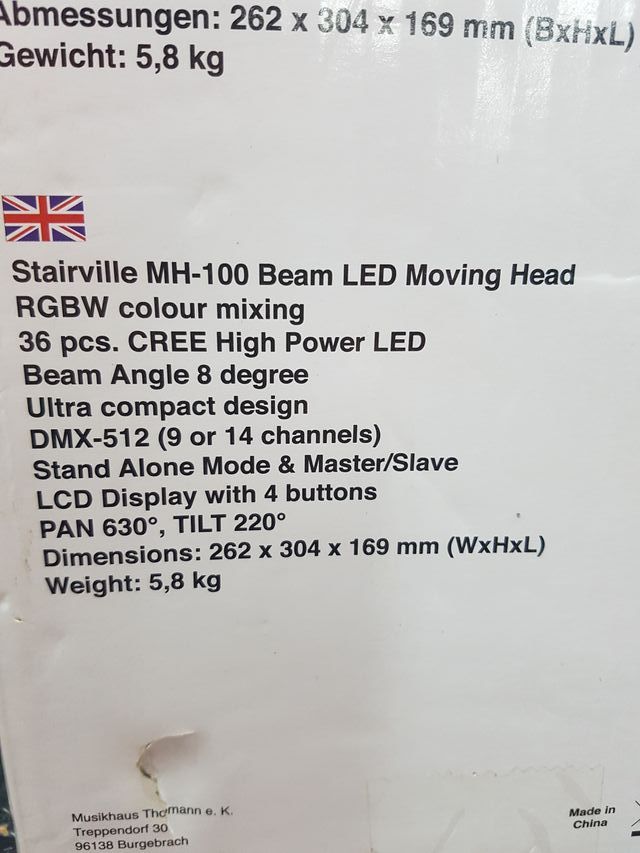 Abmessungen: 262 x 304 x 169 mm (BxHxL)
Gewicht: 5,8 kg
Stairville MH-100 Beam LED Moving Head
RGBW colour mixing
36 pcs. CREE High Power LED
Beam Angle 8 degree
Ultra compact design
DMX-512 (9 or 14 channels)
Stand Alone Mode & Master/Slave
LCD Display with 4 buttons
PAN 630°, TILT 220°
Dimensions: 262 x 304 x 169 mm (WxHxL)
Weight: 5,8 kg
Musikhaus Thomann e. K.
Treppendorf 30
96138 Burgebrach
Made in
China